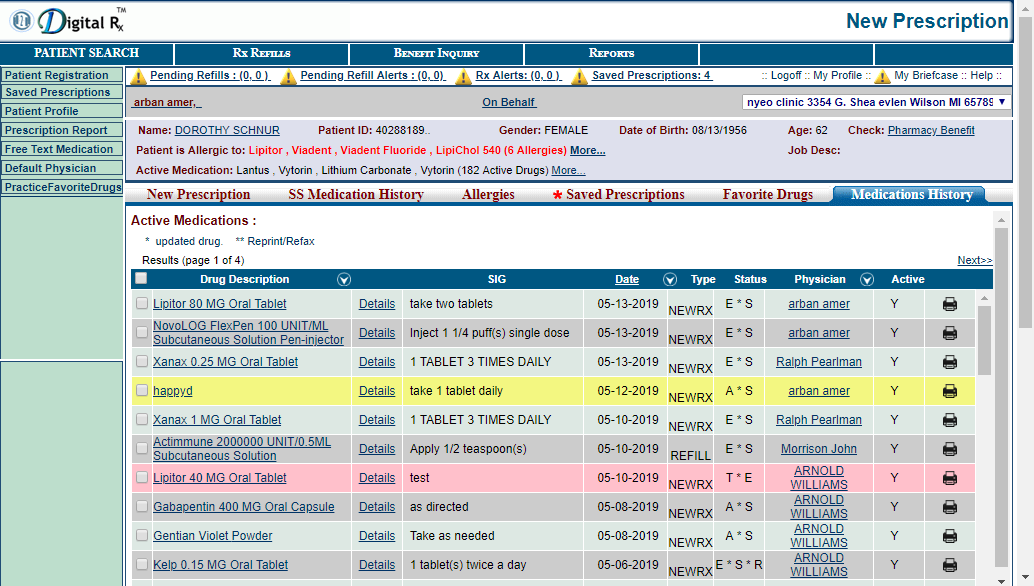 Digital Rx TM
New Prescription
PATIENT SEARCH RX REFILLS BENEFIT INQUIRY REPORTS
Patient Registration
Saved Prescriptions
Patient Profile
Prescription Report
Free Text Medication
Default Physician
PracticeFavoriteDrugs
Pending Refills : (0, 0 ) Pending Refill Alerts : (0, 0) Rx Alerts: (0, 0 ) Saved Prescriptions: 4 :: Logoff :: My Profile :: My Briefcase :: Help ::
arban amer, On Behalf nyeo clinic 3354 G. Shea evlen Wilson MI 65789
Name: DOROTHY SCHNUR Patient ID: 40288189.. Gender: FEMALE Date of Birth: 08/13/1956 Age: 62 Check: Pharmacy Benefit
Patient is Allergic to: Lipitor , Viadent , Viadent Fluoride , LipiChol 540 (6 Allergies) More... Job Desc:
Active Medication: Lantus , Vytorin , Lithium Carbonate , Vytorin (182 Active Drugs) More...
New Prescription SS Medication History Allergies * Saved Prescriptions Favorite Drugs Medications History
Active Medications :
* updated drug. ** Reprint/Refax
Results (page 1 of 4) Next>>
Drug Description SIG Date Type Status Physician Active
Lipitor 80 MG Oral Tablet Details take two tablets 05-13-2019 NEWRX E * S arban amer Y
NovoLOG FlexPen 100 UNIT/ML
Subcutaneous Solution Pen-injector Details Inject 1 1/4 puff(s) single dose 05-13-2019 NEWRX E * S arban amer Y
Xanax 0.25 MG Oral Tablet Details 1 TABLET 3 TIMES DAILY 05-13-2019 NEWRX E * S Ralph Pearlman Y
happyd Details take 1 tablet daily 05-12-2019 NEWRX A * S arban amer Y
Xanax 1 MG Oral Tablet Details 1 TABLET 3 TIMES DAILY 05-10-2019 NEWRX E * S Ralph Pearlman Y
Actimmune 2000000 UNIT/0.5ML
Subcutaneous Solution Details Apply 1/2 teaspoon(s) 05-10-2019 REFILL E * S Morrison John Y
Lipitor 40 MG Oral Tablet Details test 05-10-2019 NEWRX T * E ARNOLD
WILLIAMS Y
Gabapentin 400 MG Oral Capsule Details as directed 05-08-2019 NEWRX A * S ARNOLD
WILLIAMS Y
Gentian Violet Powder Details Take as needed 05-08-2019 NEWRX A * S ARNOLD
WILLIAMS Y
Kelp 0.15 MG Oral Tablet Details 1 tablet(s) twice a day 05-06-2019 NEWRX E * S * R ARNOLD
WILLIAMS Y